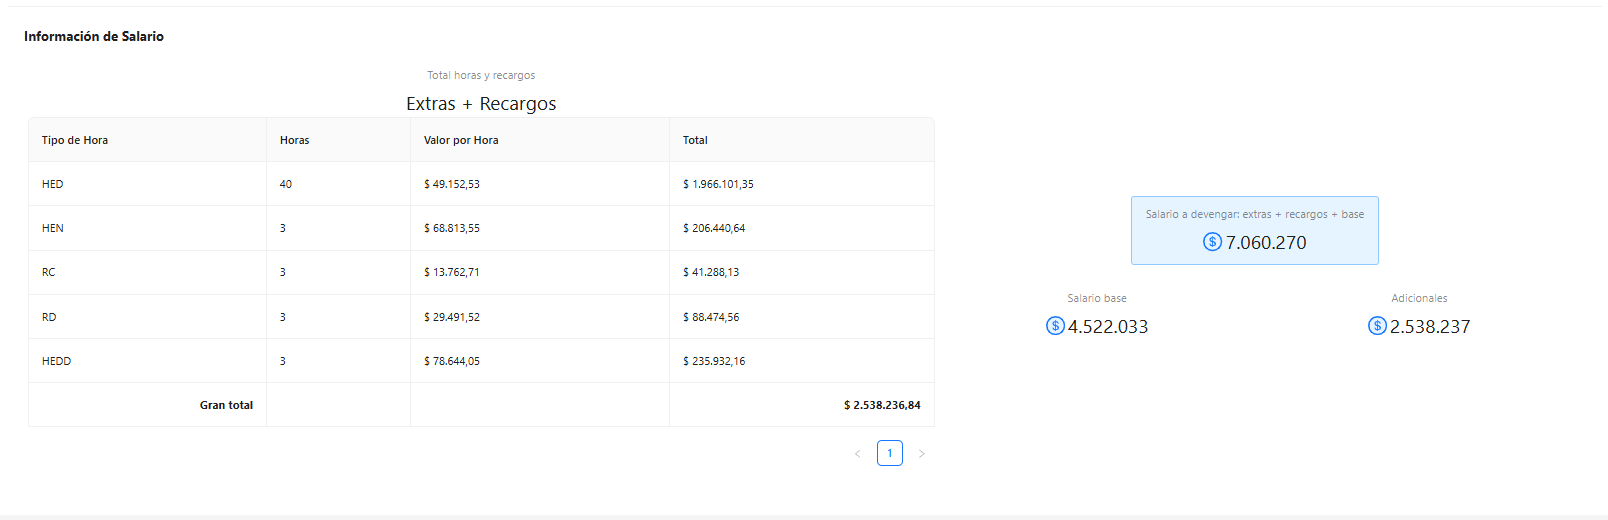 Información de Salario
Total horas y recargos
Extras + Recargos
Tipo de Hora Horas Valor por Hora Total
HED 40 $ 49.152,53 $ 1.966.101,35
HEN 3 $ 68.813,55 $ 206.440,64
RC 3 $ 13.762,71 $ 41.288,13
RD 3 $ 29.491,52 $ 88.474,56
HEDD 3 $ 78.644,05 $ 235.932,16
Gran total $ 2.538.236,84
< 1 >
Salario a devengar: extras + recargos + base
$ 7.060.270
Salario base Adicionales
$ 4.522.033 $ 2.538.237